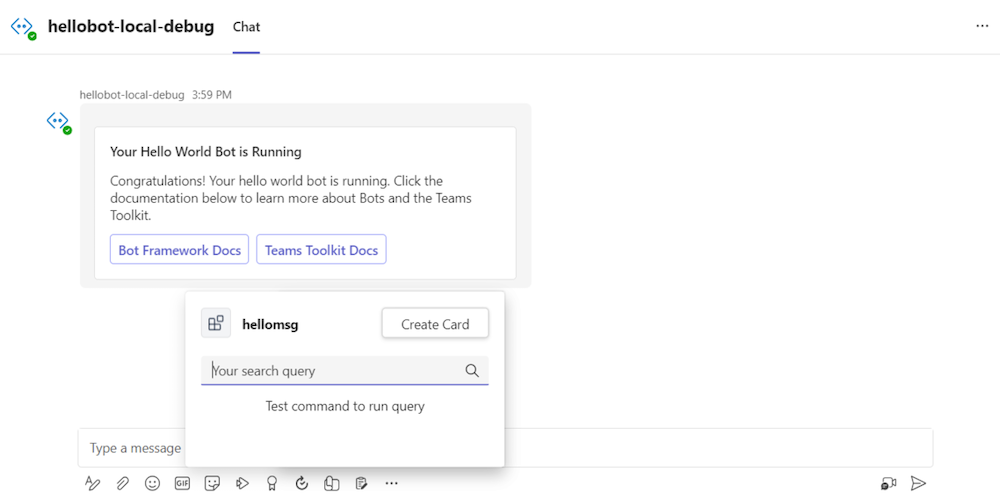 hellobot-local-debug Chat
hellobot-local-debug 3:59 PM
Your Hello World Bot is Running
Congratulations! Your hello world bot is running. Click the
documentation below to learn more about Bots and the Teams
Toolkit.
Bot Framework Docs Teams Toolkit Docs
hellomsg Create Card
Your search query
Test command to run query
Type a message
GIF